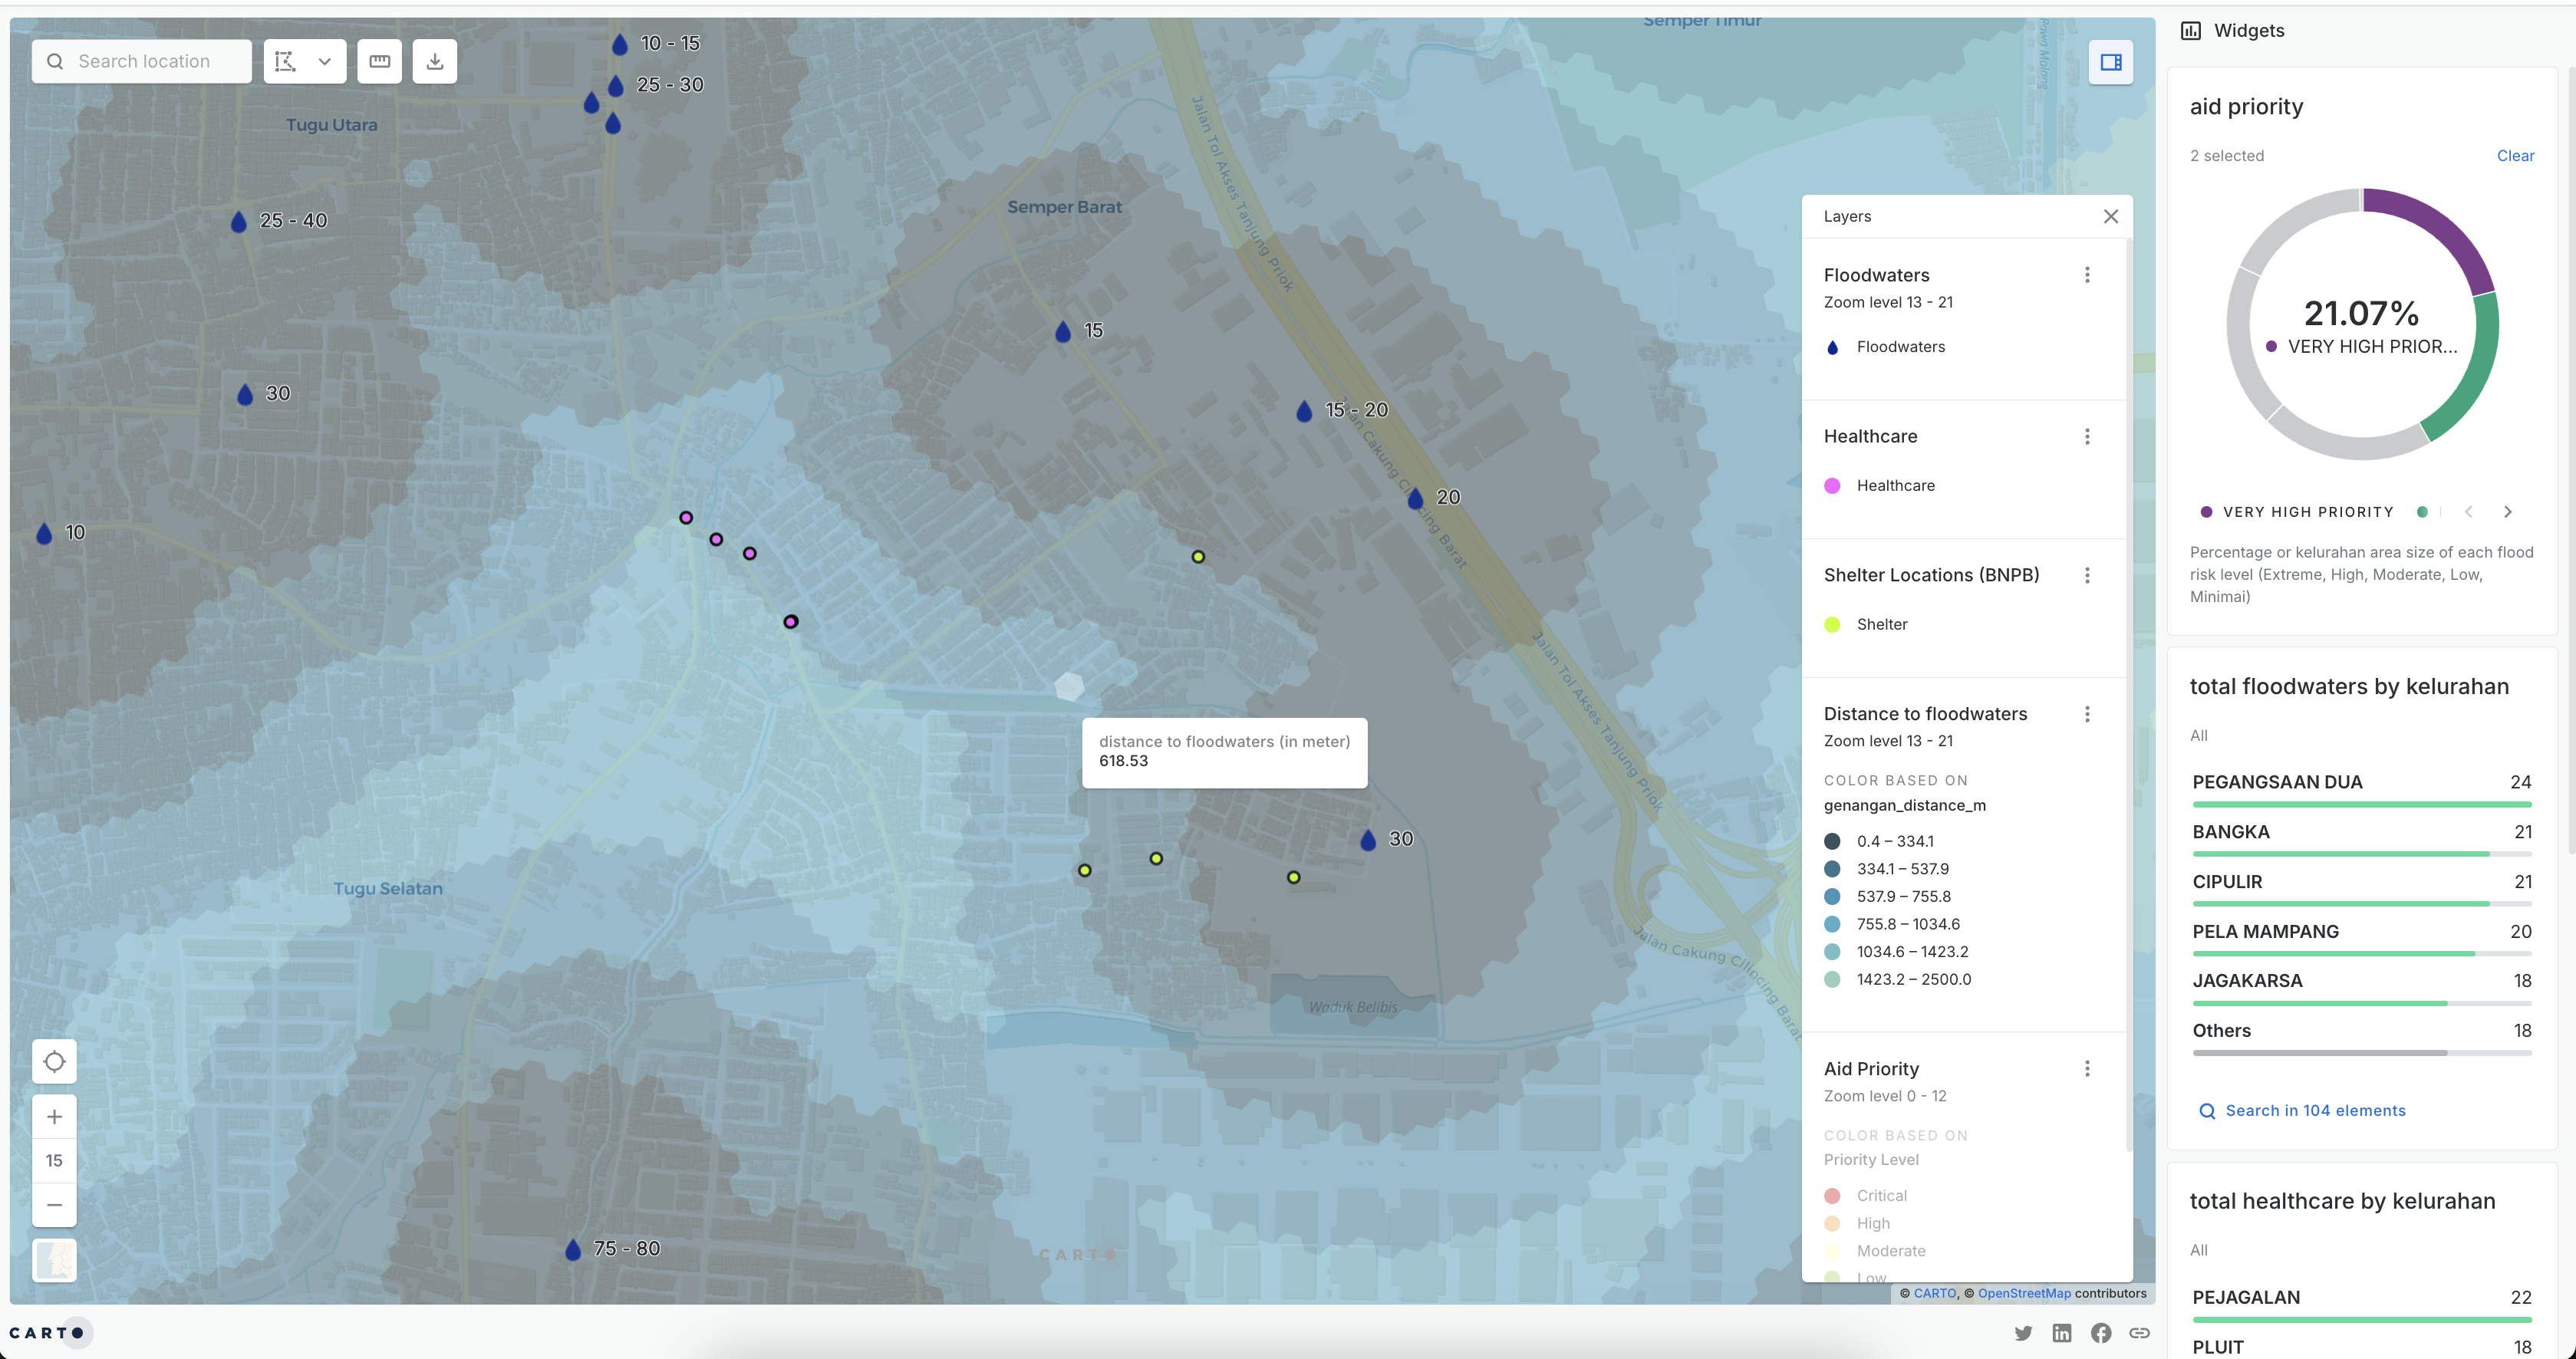 Search location
10 - 15
25 - 30
Tugu Utara
25 - 40
30
10
Semper Timur
Semper Barat
15
15 - 20
20
Jalan Tol Akses Tanjung Priok
Jalan Cakung Cilincing Barat
Jalan Tol Akses Tanjung Priok
Jalan Cakung Cilincing Barat
distance to floodwaters (in meter)
618.53
30
Tugu Selatan
Waduk Belibis
75 - 80
CARTO
15
Layers
Floodwaters
Zoom level 13 - 21
Floodwaters
Healthcare
Healthcare
Shelter Locations (BNPB)
Shelter
Distance to floodwaters
Zoom level 13 - 21
COLOR BASED ON
genangan_distance_m
0.4 – 334.1
334.1 – 537.9
537.9 – 755.8
755.8 – 1034.6
1034.6 – 1423.2
1423.2 – 2500.0
Aid Priority
Zoom level 0 - 12
COLOR BASED ON
Priority Level
Critical
High
Moderate
Low
© CARTO, © OpenStreetMap contributors
CARTO
Widgets
aid priority
2 selected
Clear
21.07%
VERY HIGH PRIOR...
VERY HIGH PRIORITY
Percentage or kelurahan area size of each flood
risk level (Extreme, High, Moderate, Low,
Minimai)
total floodwaters by kelurahan
All
PEGANGSAAN DUA 24
BANGKA 21
CIPULIR 21
PELA MAMPANG 20
JAGAKARSA 18
Others 18
Search in 104 elements
total healthcare by kelurahan
All
PEJAGALAN 22
PLUIT 18